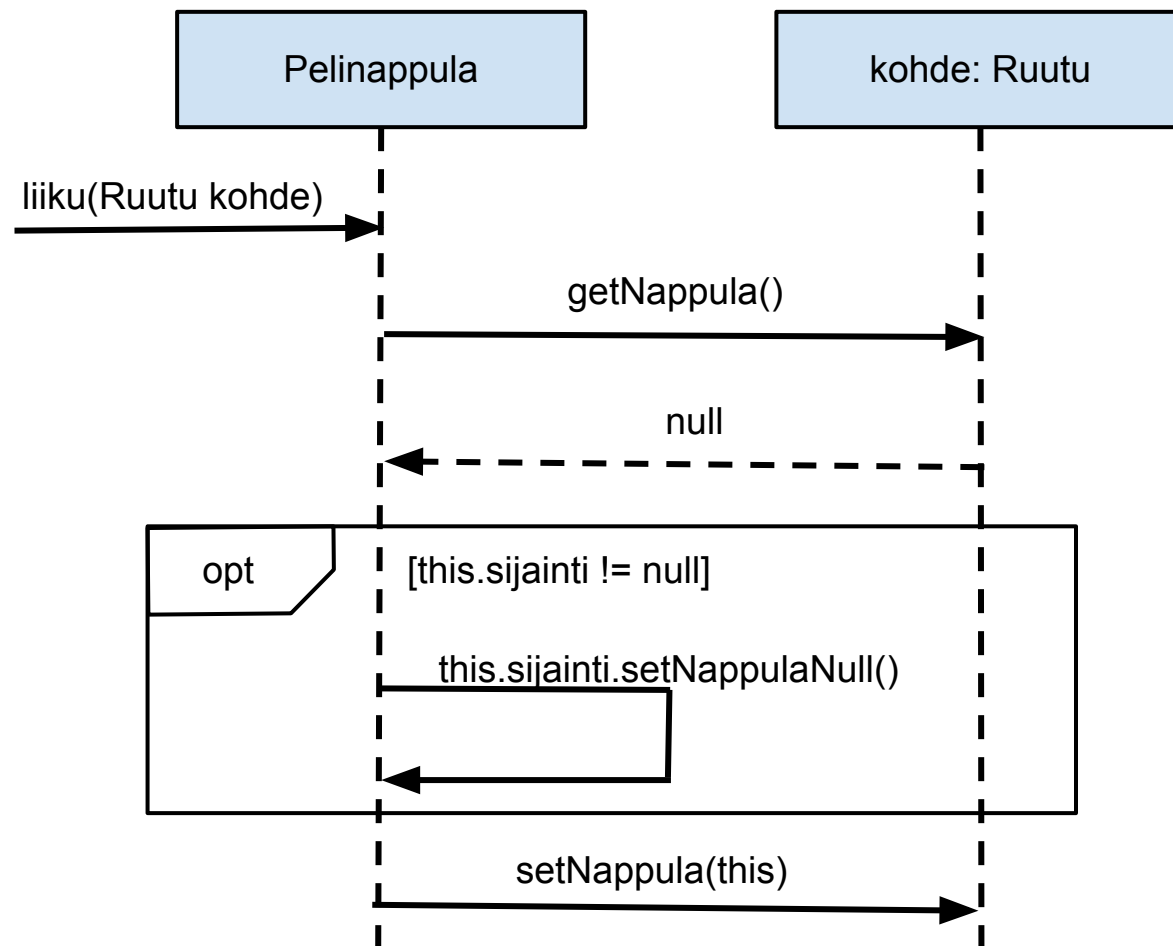 Pelinappula
kohde: Ruutu
liiku(Ruutu kohde)
getNappula()
null
opt
[this.sijainti != null]
this.sijainti.setNappulaNull()
setNappula(this)